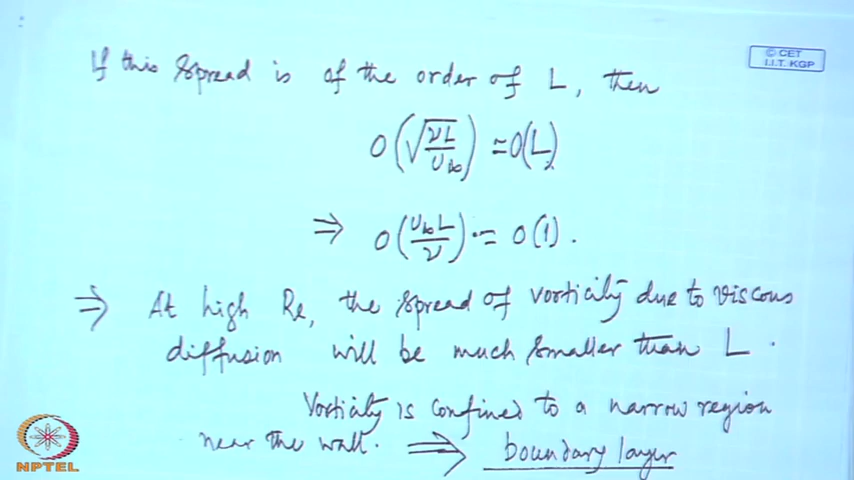 If this spread is of the order of L, then
© CET
I.I.T. KGP
O(√(νL/U∞)) ≈ O(L)
⇒ O(U∞L/ν) ≈ O(1).
⇒ At high Re, the spread of vorticity due to viscous
diffusion will be much smaller than L.
Vorticity is confined to a narrow region
near the wall. ⇒ boundary layer
NPTEL